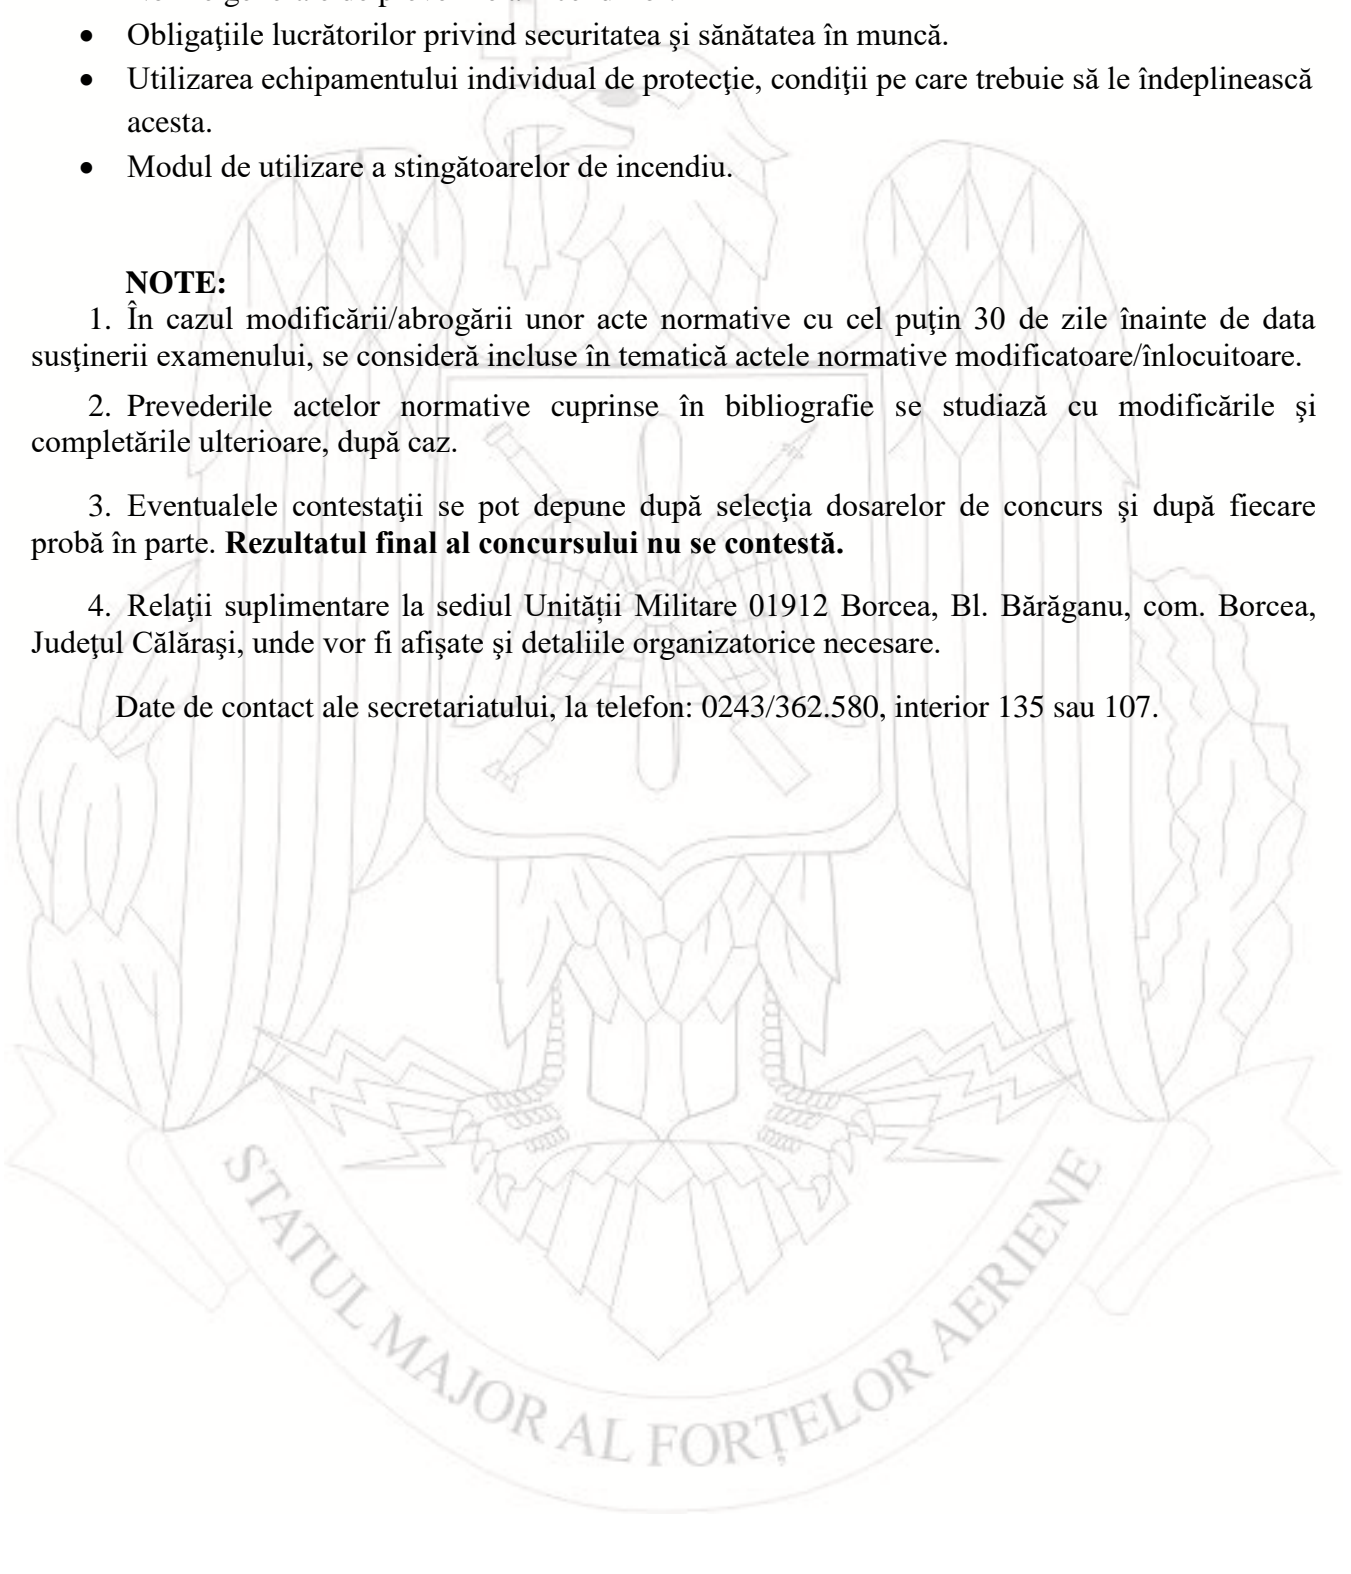 • Obligaţiile lucrătorilor privind securitatea şi sănătatea în muncă.
• Utilizarea echipamentului individual de protecţie, condiţii pe care trebuie să le îndeplinească
acesta.
• Modul de utilizare a stingătoarelor de incendiu.
NOTE:
1. În cazul modificării/abrogării unor acte normative cu cel puţin 30 de zile înainte de data
susţinerii examenului, se consideră incluse în tematică actele normative modificatoare/înlocuitoare.
2. Prevederile actelor normative cuprinse în bibliografie se studiază cu modificările şi
completările ulterioare, după caz.
3. Eventualele contestaţii se pot depune după selecţia dosarelor de concurs şi după fiecare
probă în parte. Rezultatul final al concursului nu se contestă.
4. Relaţii suplimentare la sediul Unității Militare 01912 Borcea, Bl. Bărăganu, com. Borcea,
Judeţul Călăraşi, unde vor fi afişate şi detaliile organizatorice necesare.
Date de contact ale secretariatului, la telefon: 0243/362.580, interior 135 sau 107.
STATUL MAJOR AL FORȚELOR AERIENE